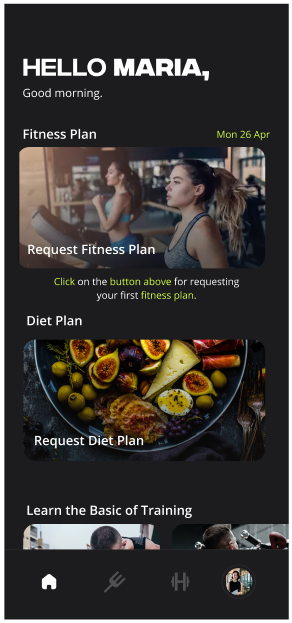 HELLO MARIA,
Good morning.
Fitness Plan
Mon 26 Apr
Request Fitness Plan
Click on the button above for requesting
your first fitness plan.
Diet Plan
Request Diet Plan
Learn the Basic of Training